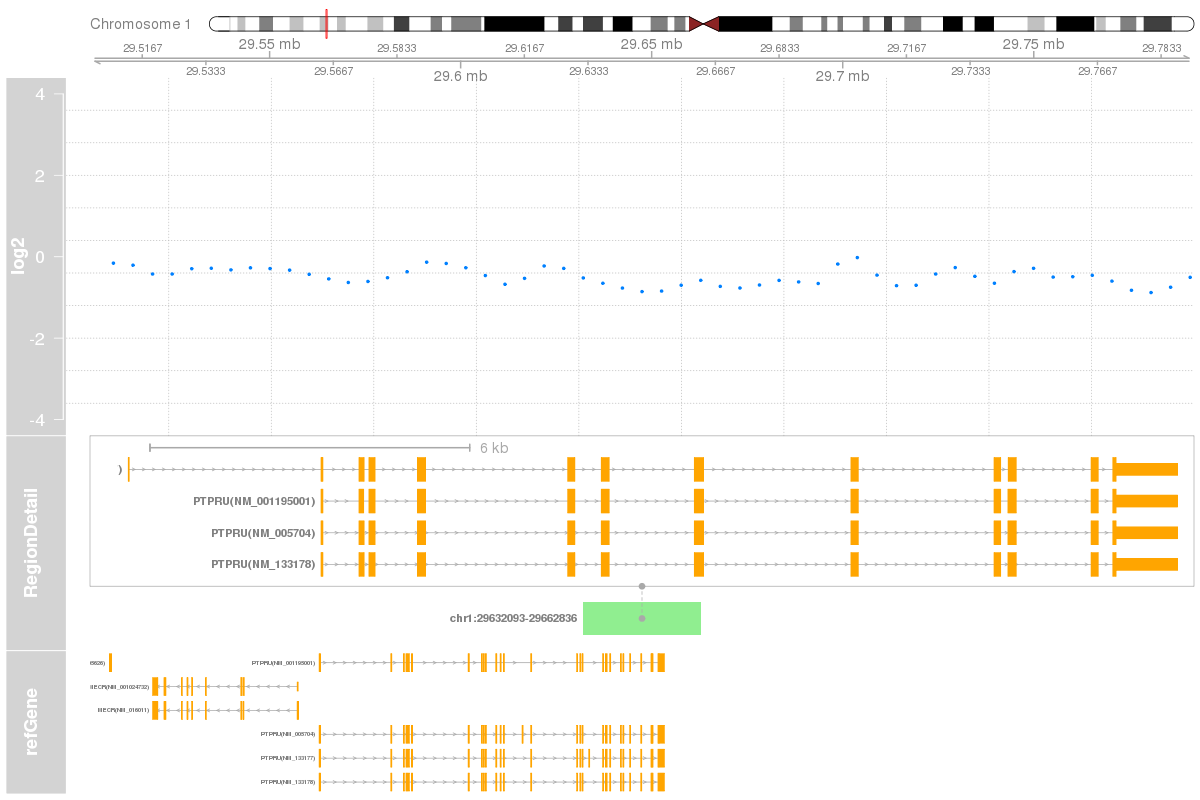 Chromosome 1
29.5167 29.55 mb 29.5833 29.6167 29.65 mb 29.6833 29.7167 29.75 mb 29.7833
29.5333 29.5667 29.6 mb 29.6333 29.6667 29.7 mb 29.7333 29.7667
log2
4
2
0
-2
-4
RegionDetail
6 kb
)
PTPRU(NM_001195001)
PTPRU(NM_005704)
PTPRU(NM_133178)
chr1:29632093-29662836
refGene
6626)
PTPRU(NM_001195001)
MECR(NM_001024732)
MECR(NM_016011)
PTPRU(NM_005704)
PTPRU(NM_133177)
PTPRU(NM_133178)